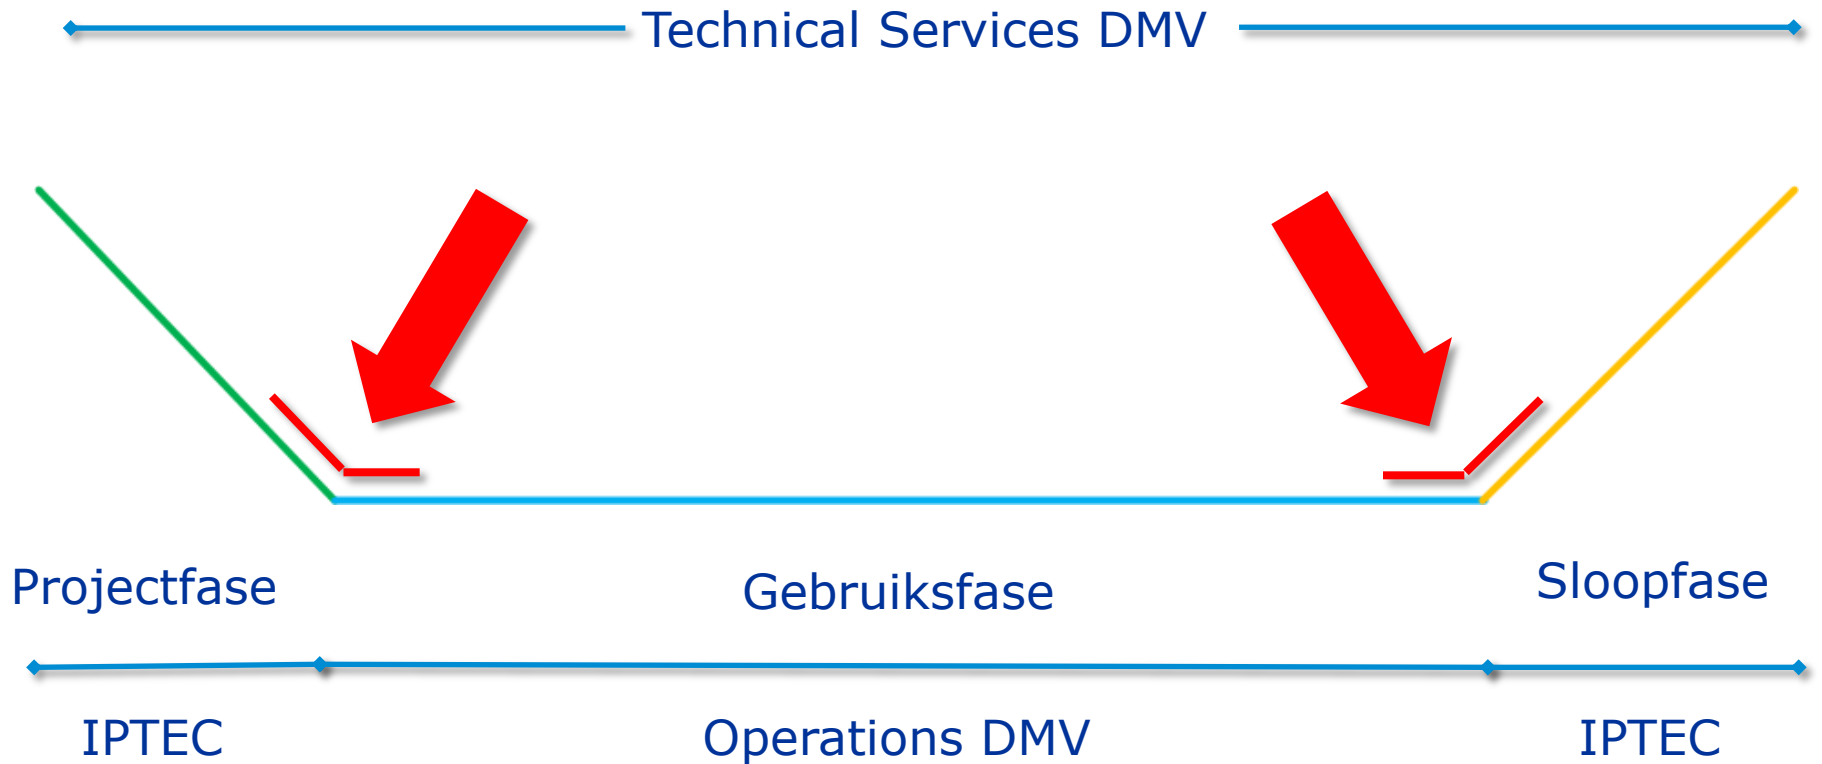 Technical Services DMV
Projectfase
Gebruiksfase
Sloopfase
IPTEC
Operations DMV
IPTEC